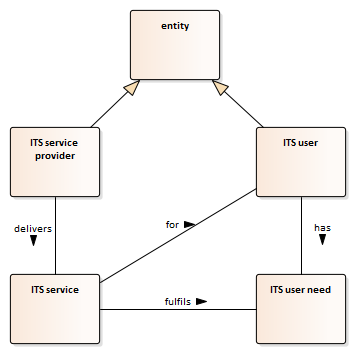 entity
ITS service
provider
ITS user
delivers
for
has
ITS service
fulfils
ITS user need